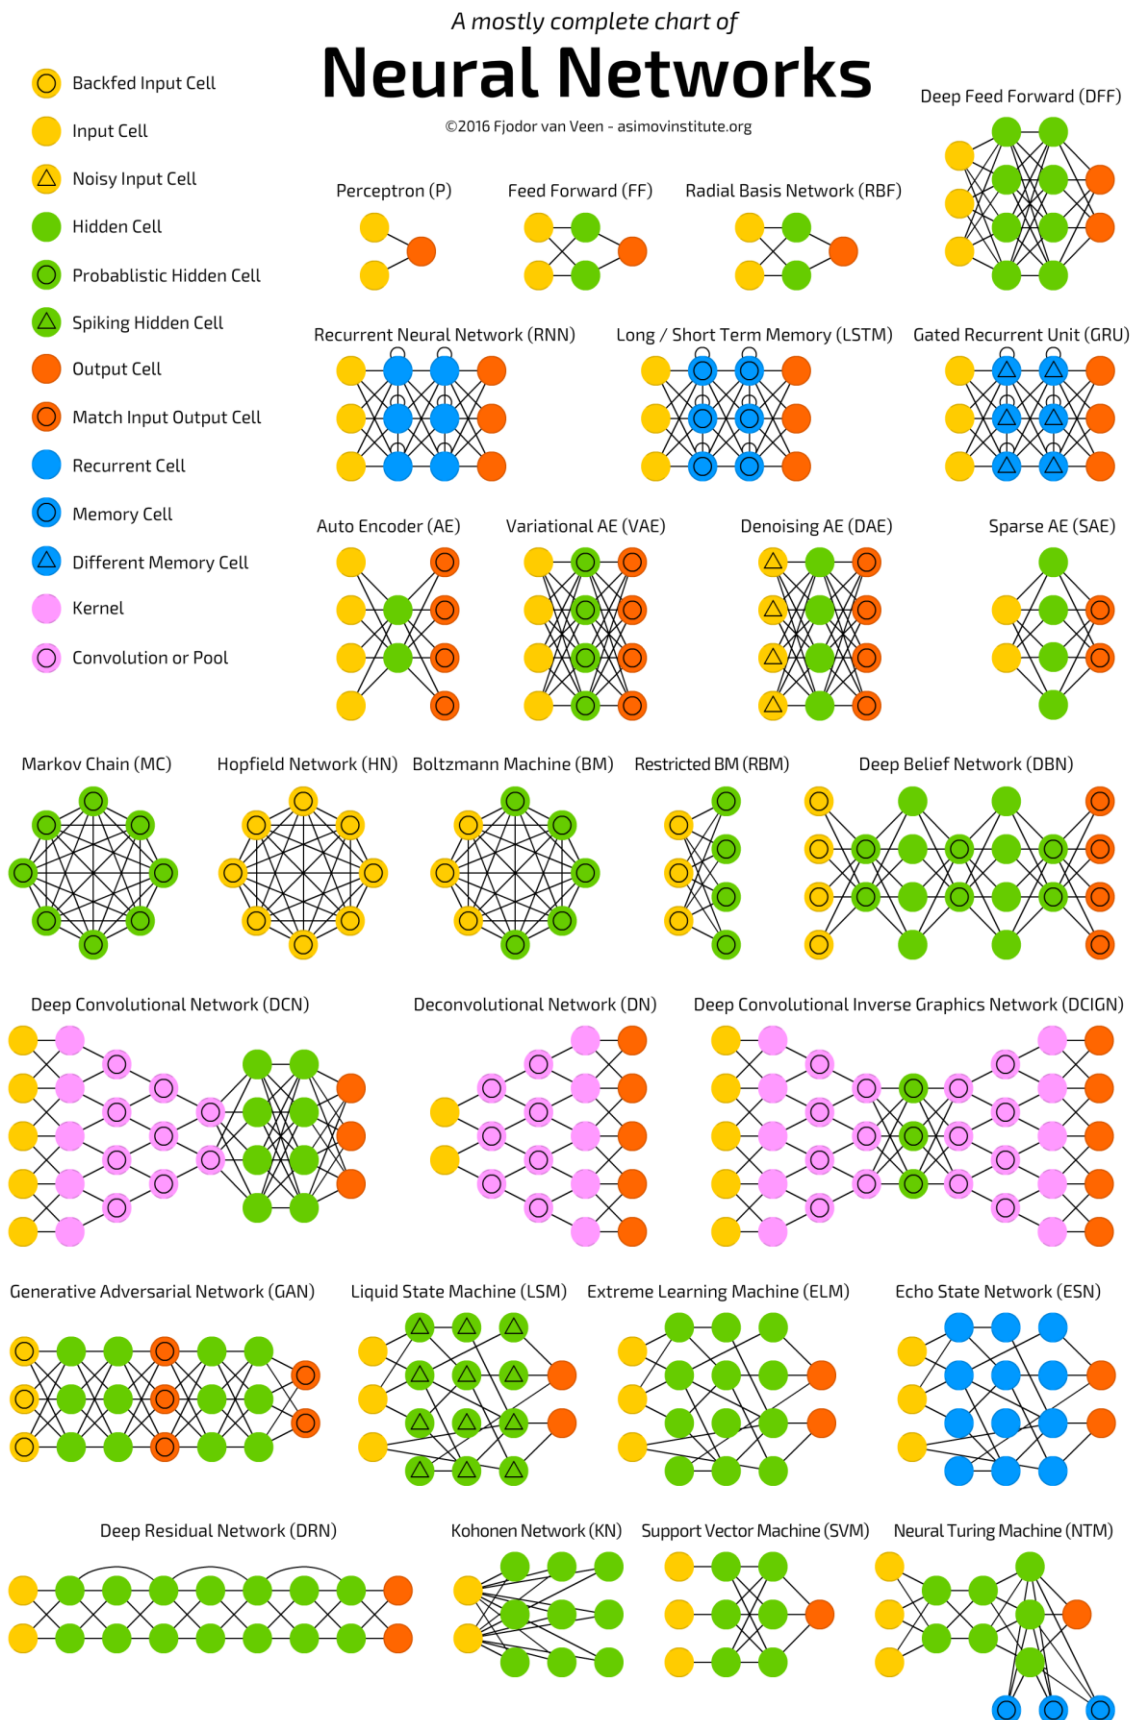 A mostly complete chart of
Neural Networks
©2016 Fjodor van Veen - asimovinstitute.org
Backfed Input Cell
Input Cell
Noisy Input Cell
Hidden Cell
Probablistic Hidden Cell
Spiking Hidden Cell
Output Cell
Match Input Output Cell
Recurrent Cell
Memory Cell
Different Memory Cell
Kernel
Convolution or Pool
Deep Feed Forward (DFF)
Perceptron (P)
Feed Forward (FF)
Radial Basis Network (RBF)
Recurrent Neural Network (RNN)
Long / Short Term Memory (LSTM)
Gated Recurrent Unit (GRU)
Auto Encoder (AE)
Variational AE (VAE)
Denoising AE (DAE)
Sparse AE (SAE)
Markov Chain (MC)
Hopfield Network (HN)
Boltzmann Machine (BM)
Restricted BM (RBM)
Deep Belief Network (DBN)
Deep Convolutional Network (DCN)
Deconvolutional Network (DN)
Deep Convolutional Inverse Graphics Network (DCIGN)
Generative Adversarial Network (GAN)
Liquid State Machine (LSM)
Extreme Learning Machine (ELM)
Echo State Network (ESN)
Deep Residual Network (DRN)
Kohonen Network (KN)
Support Vector Machine (SVM)
Neural Turing Machine (NTM)